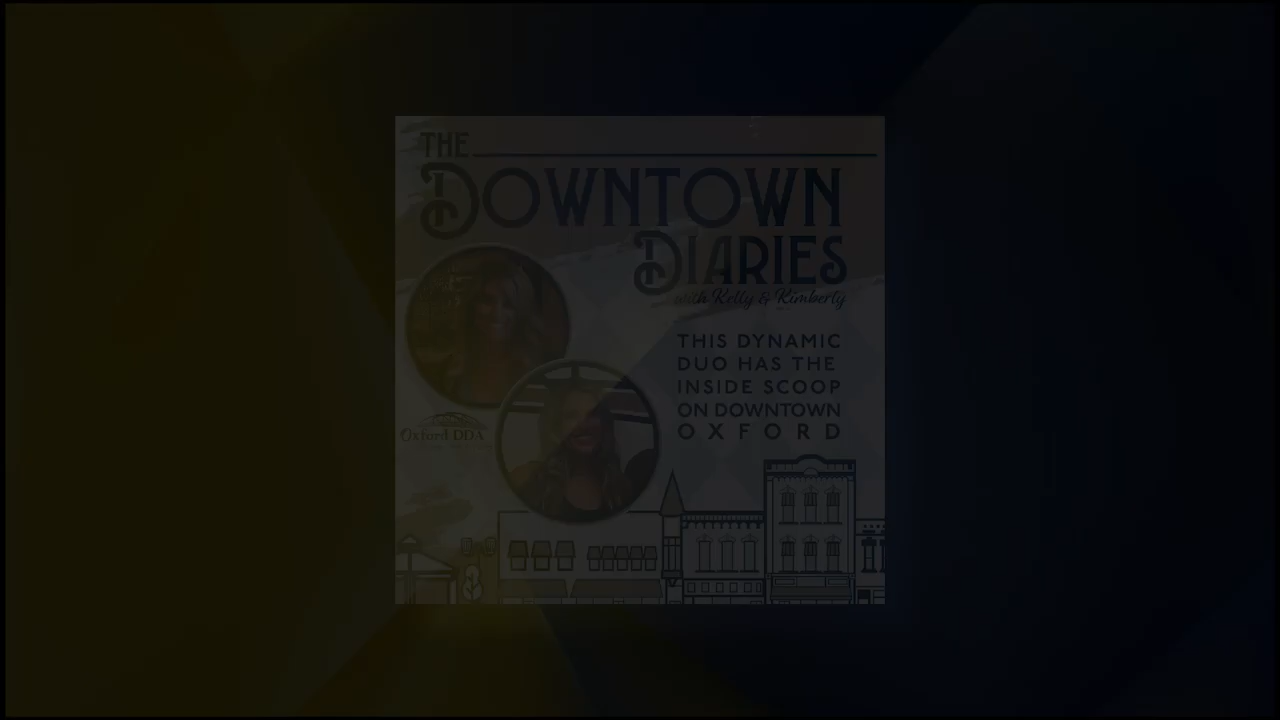 THE
DOWNTOWN
DIARIES
with Kelly & Kimberly
THIS DYNAMIC
DUO HAS THE
INSIDE SCOOP
ON DOWNTOWN
OXFORD
Oxford DDA